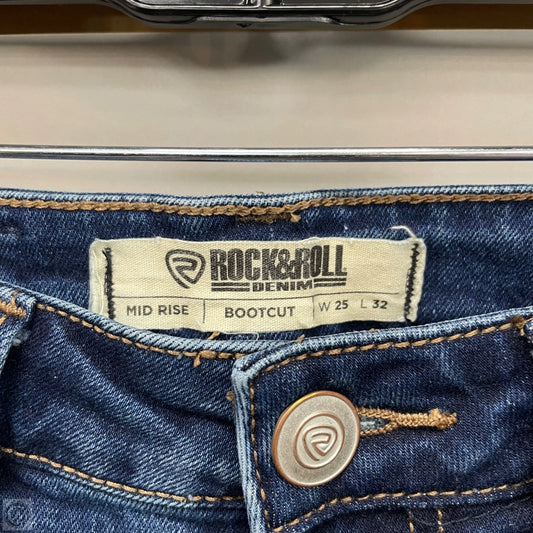 ROCK&ROLL
DENIM
MID RISE BOOTCUT W 25 L 32